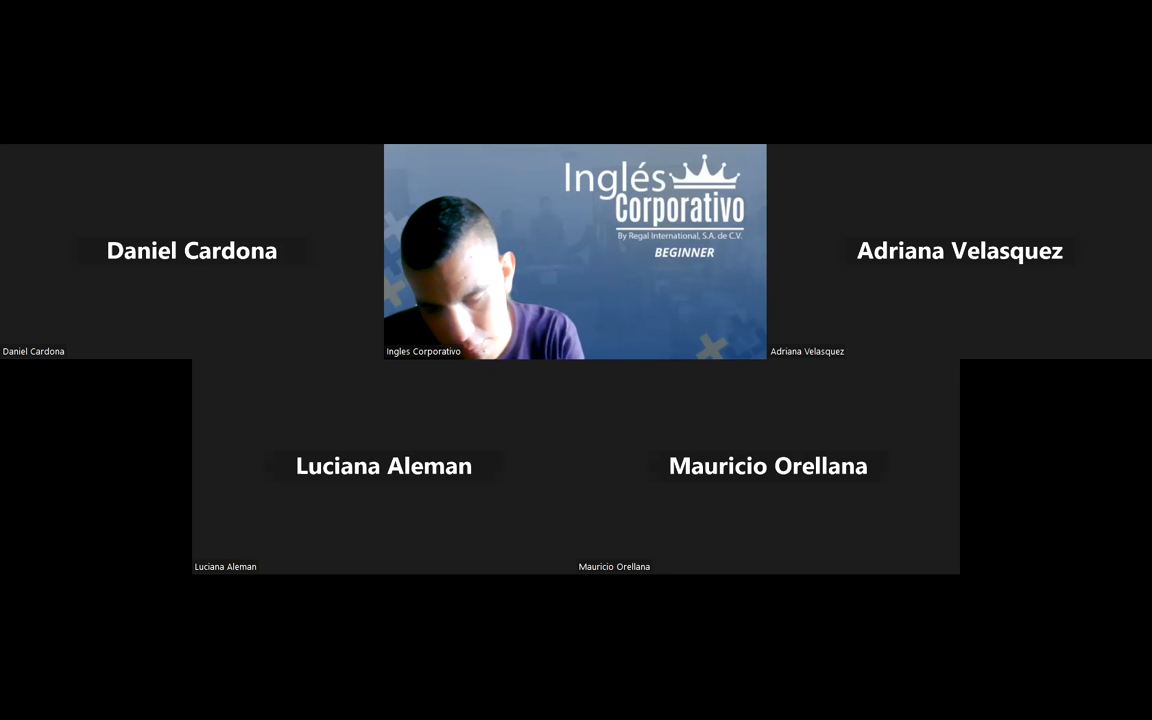 Daniel Cardona
Daniel Cardona
Inglés
Corporativo
By Regal International, S.A. de C.V.
BEGINNER
Ingles Corporativo
Adriana Velasquez
Adriana Velasquez
Luciana Aleman
Luciana Aleman
Mauricio Orellana
Mauricio Orellana